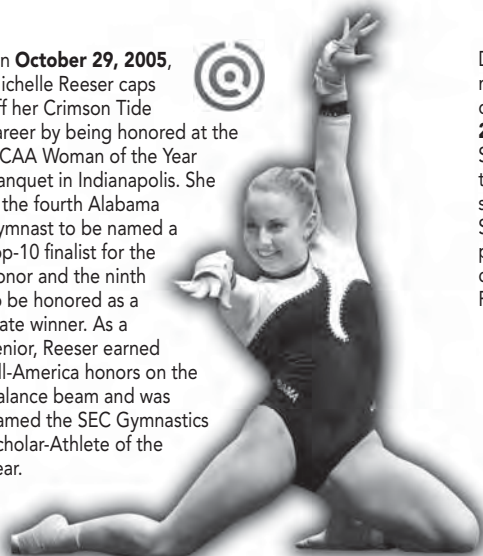 n October 29, 2005,
ichelle Reeser caps
ff her Crimson Tide
areer by being honored at the
CAA Woman of the Year
anquet in Indianapolis. She
the fourth Alabama
ymnast to be named a
op-10 finalist for the
onor and the ninth
o be honored as a
ate winner. As a
enior, Reeser earned
ll-America honors on the
alance beam and was
amed the SEC Gymnastics
cholar-Athlete of the
ear.